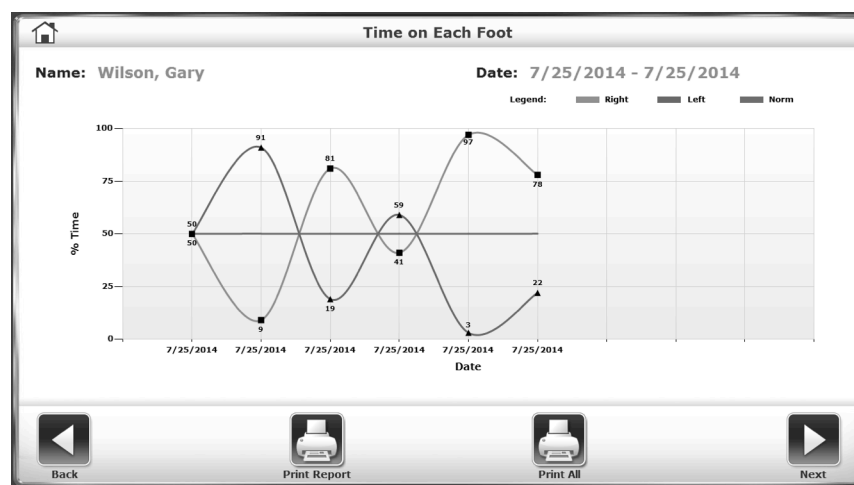 Time on Each Foot
Name: Wilson, Gary Date: 7/25/2014 - 7/25/2014
Legend: Right Left Norm
100
91
97
81
75
78
59
50
50
50
% Time
41
25
22
19
9
3
0
7/25/2014 7/25/2014 7/25/2014 7/25/2014 7/25/2014 7/25/2014
Date
Back Print Report Print All Next